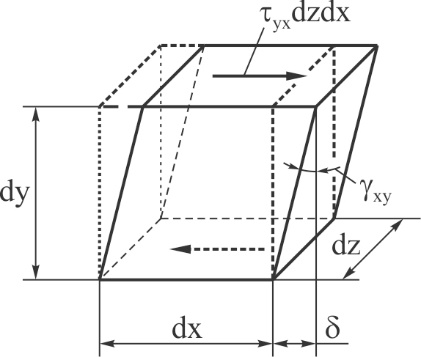 τyxdzdx
dy
γxy
dz
dx
δ